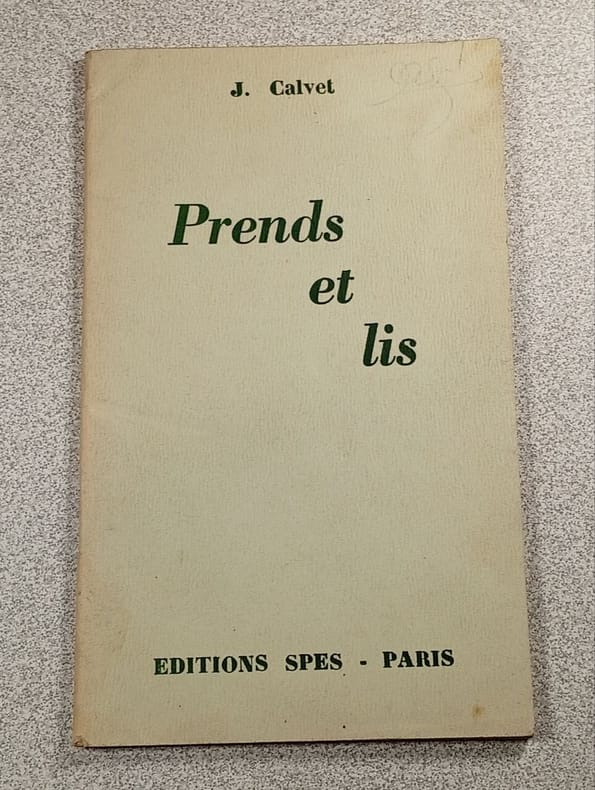 J. Calvet
Prends
et
lis
EDITIONS SPES - PARIS